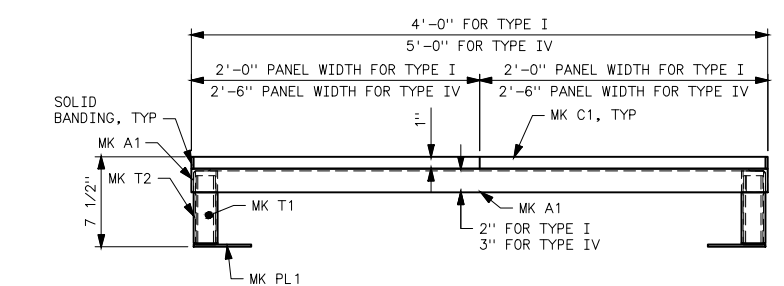 4'-0" FOR TYPE I
5'-0" FOR TYPE IV
2'-0" PANEL WIDTH FOR TYPE I
2'-0" PANEL WIDTH FOR TYPE I
2'-6" PANEL WIDTH FOR TYPE IV
2'-6" PANEL WIDTH FOR TYPE IV
SOLID
BANDING, TYP
1"
MK C1, TYP
MK A1
MK T2
7 1/2"
MK T1
MK A1
2" FOR TYPE I
3" FOR TYPE IV
MK PL1